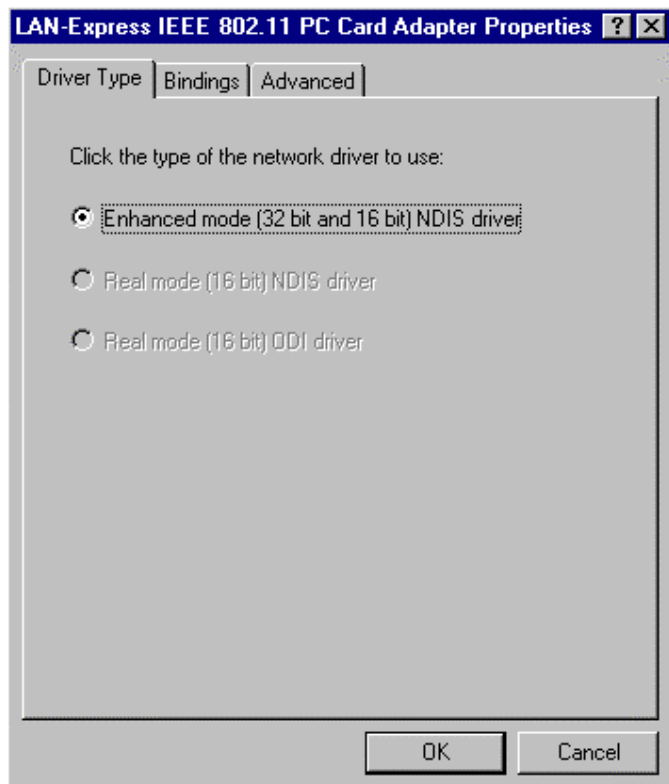 LAN-Express IEEE 802.11 PC Card Adapter Properties ? X
Driver Type Bindings Advanced
Click the type of the network driver to use:
Enhanced mode (32 bit and 16 bit) NDIS driver
Real mode (16 bit) NDIS driver
Real mode (16 bit) ODI driver
OK Cancel